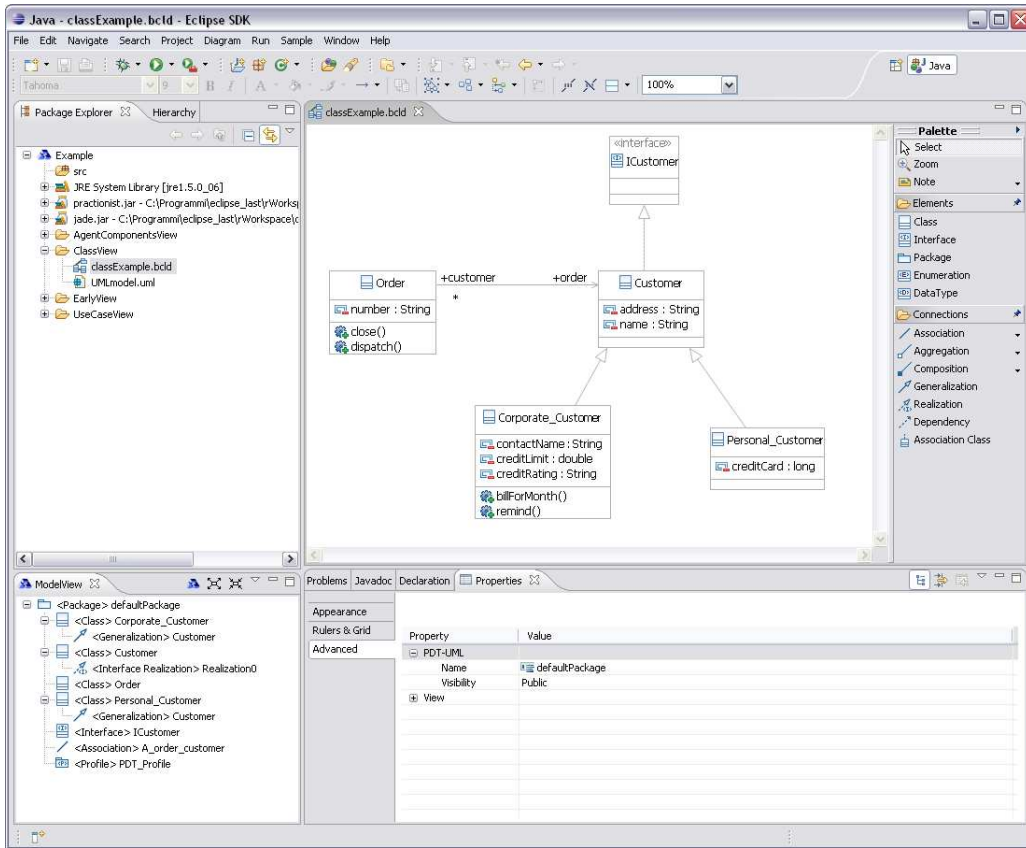 Java - classExample.bcld - Eclipse SDK
File Edit Navigate Search Project Diagram Run Sample Window Help
Java
Tahoma 9 B I A 100%
Package Explorer Hierarchy
Example
src
JRE System Library [jre1.5.0_06]
practionist.jar - C:\Programmi\eclipse_last\rWorks
jade.jar - C:\Programmi\eclipse_last\rWorkspace\
AgentComponentsView
ClassView
classExample.bcld
UMLmodel.uml
EarlyView
UseCaseView
classExample.bcld
«interface»
ICustomer
Order
number : String
close()
dispatch()
+customer
*
+order
Customer
address : String
name : String
Corporate_Customer
contactName : String
creditLimit : double
creditRating : String
billForMonth()
remind()
Personal_Customer
creditCard : long
Palette
Select
Zoom
Note
Elements
Class
Interface
Package
Enumeration
DataType
Connections
Association
Aggregation
Composition
Generalization
Realization
Dependency
Association Class
ModelView
<Package> defaultPackage
<Class> Corporate_Customer
<Generalization> Customer
<Class> Customer
<Interface Realization> Realization0
<Class> Order
<Class> Personal_Customer
<Generalization> Customer
<Interface> ICustomer
<Association> A_order_customer
<Profile> PDT_Profile
Problems Javadoc Declaration Properties
Appearance
Rulers & Grid
Advanced
Property Value
PDT-UML
Name defaultPackage
Visibility Public
View